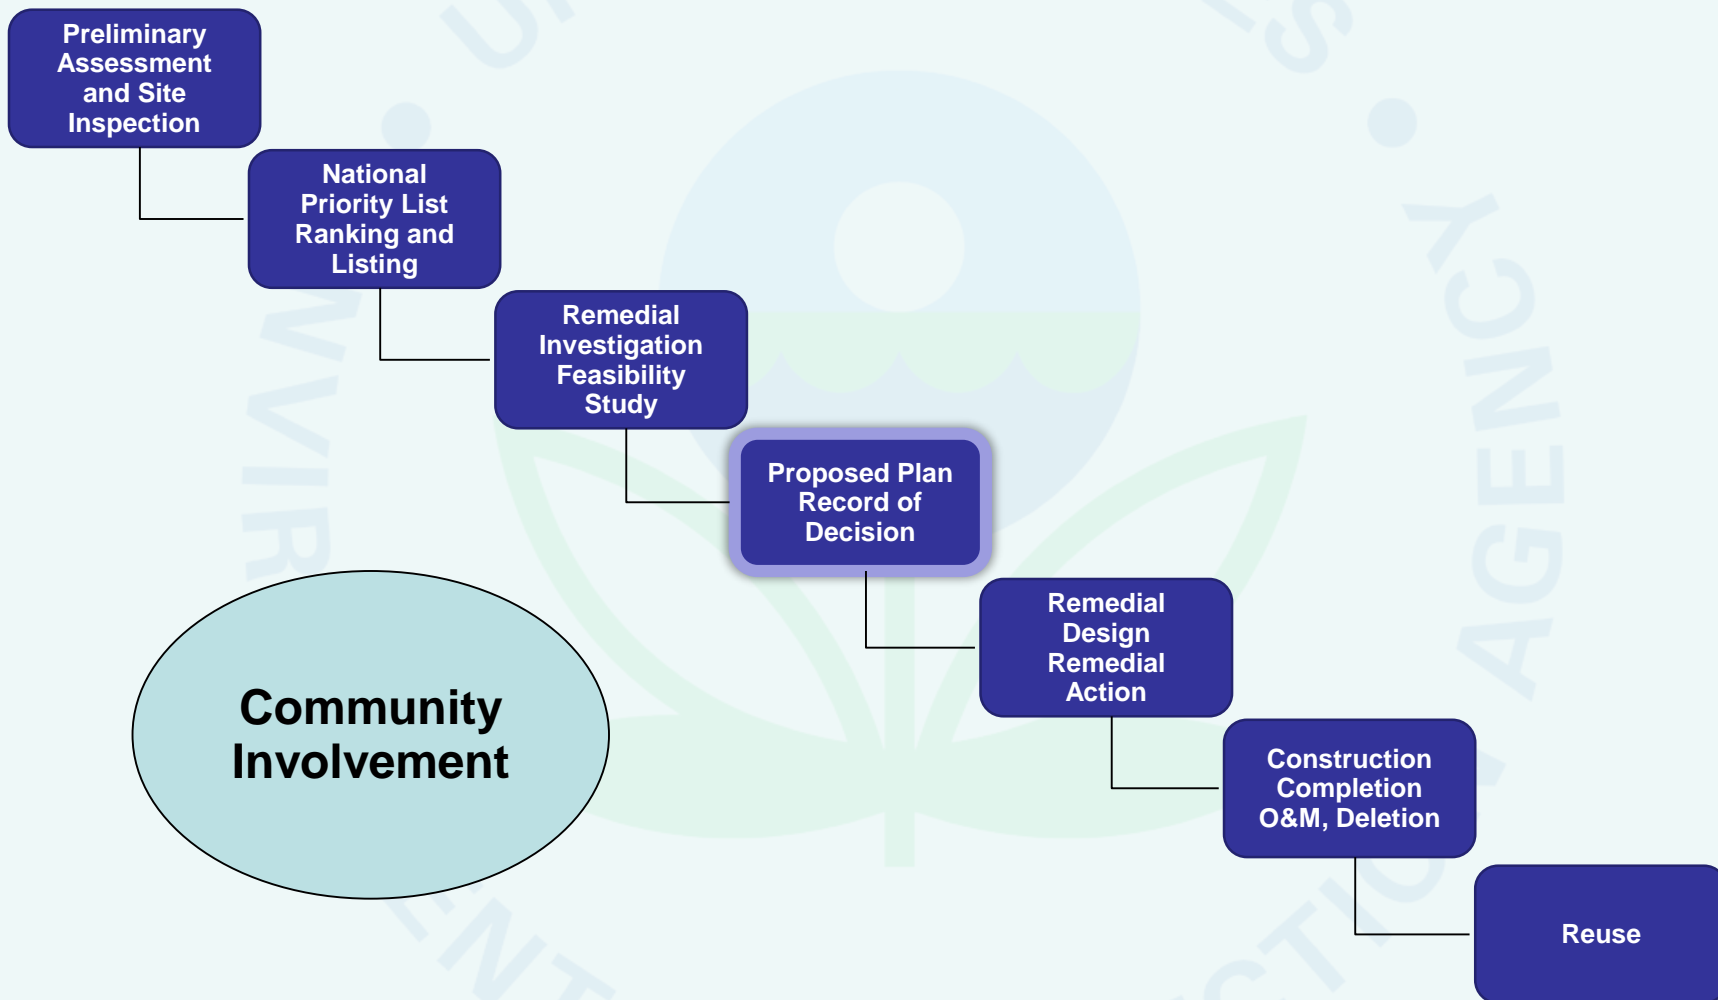 Preliminary
Assessment
and Site
Inspection
National
Priority List
Ranking and
Listing
Remedial
Investigation
Feasibility
Study
Proposed Plan
Record of
Decision
Remedial
Design
Remedial
Action
Community
Involvement
Construction
Completion
O&M, Deletion
Reuse
AGENCY